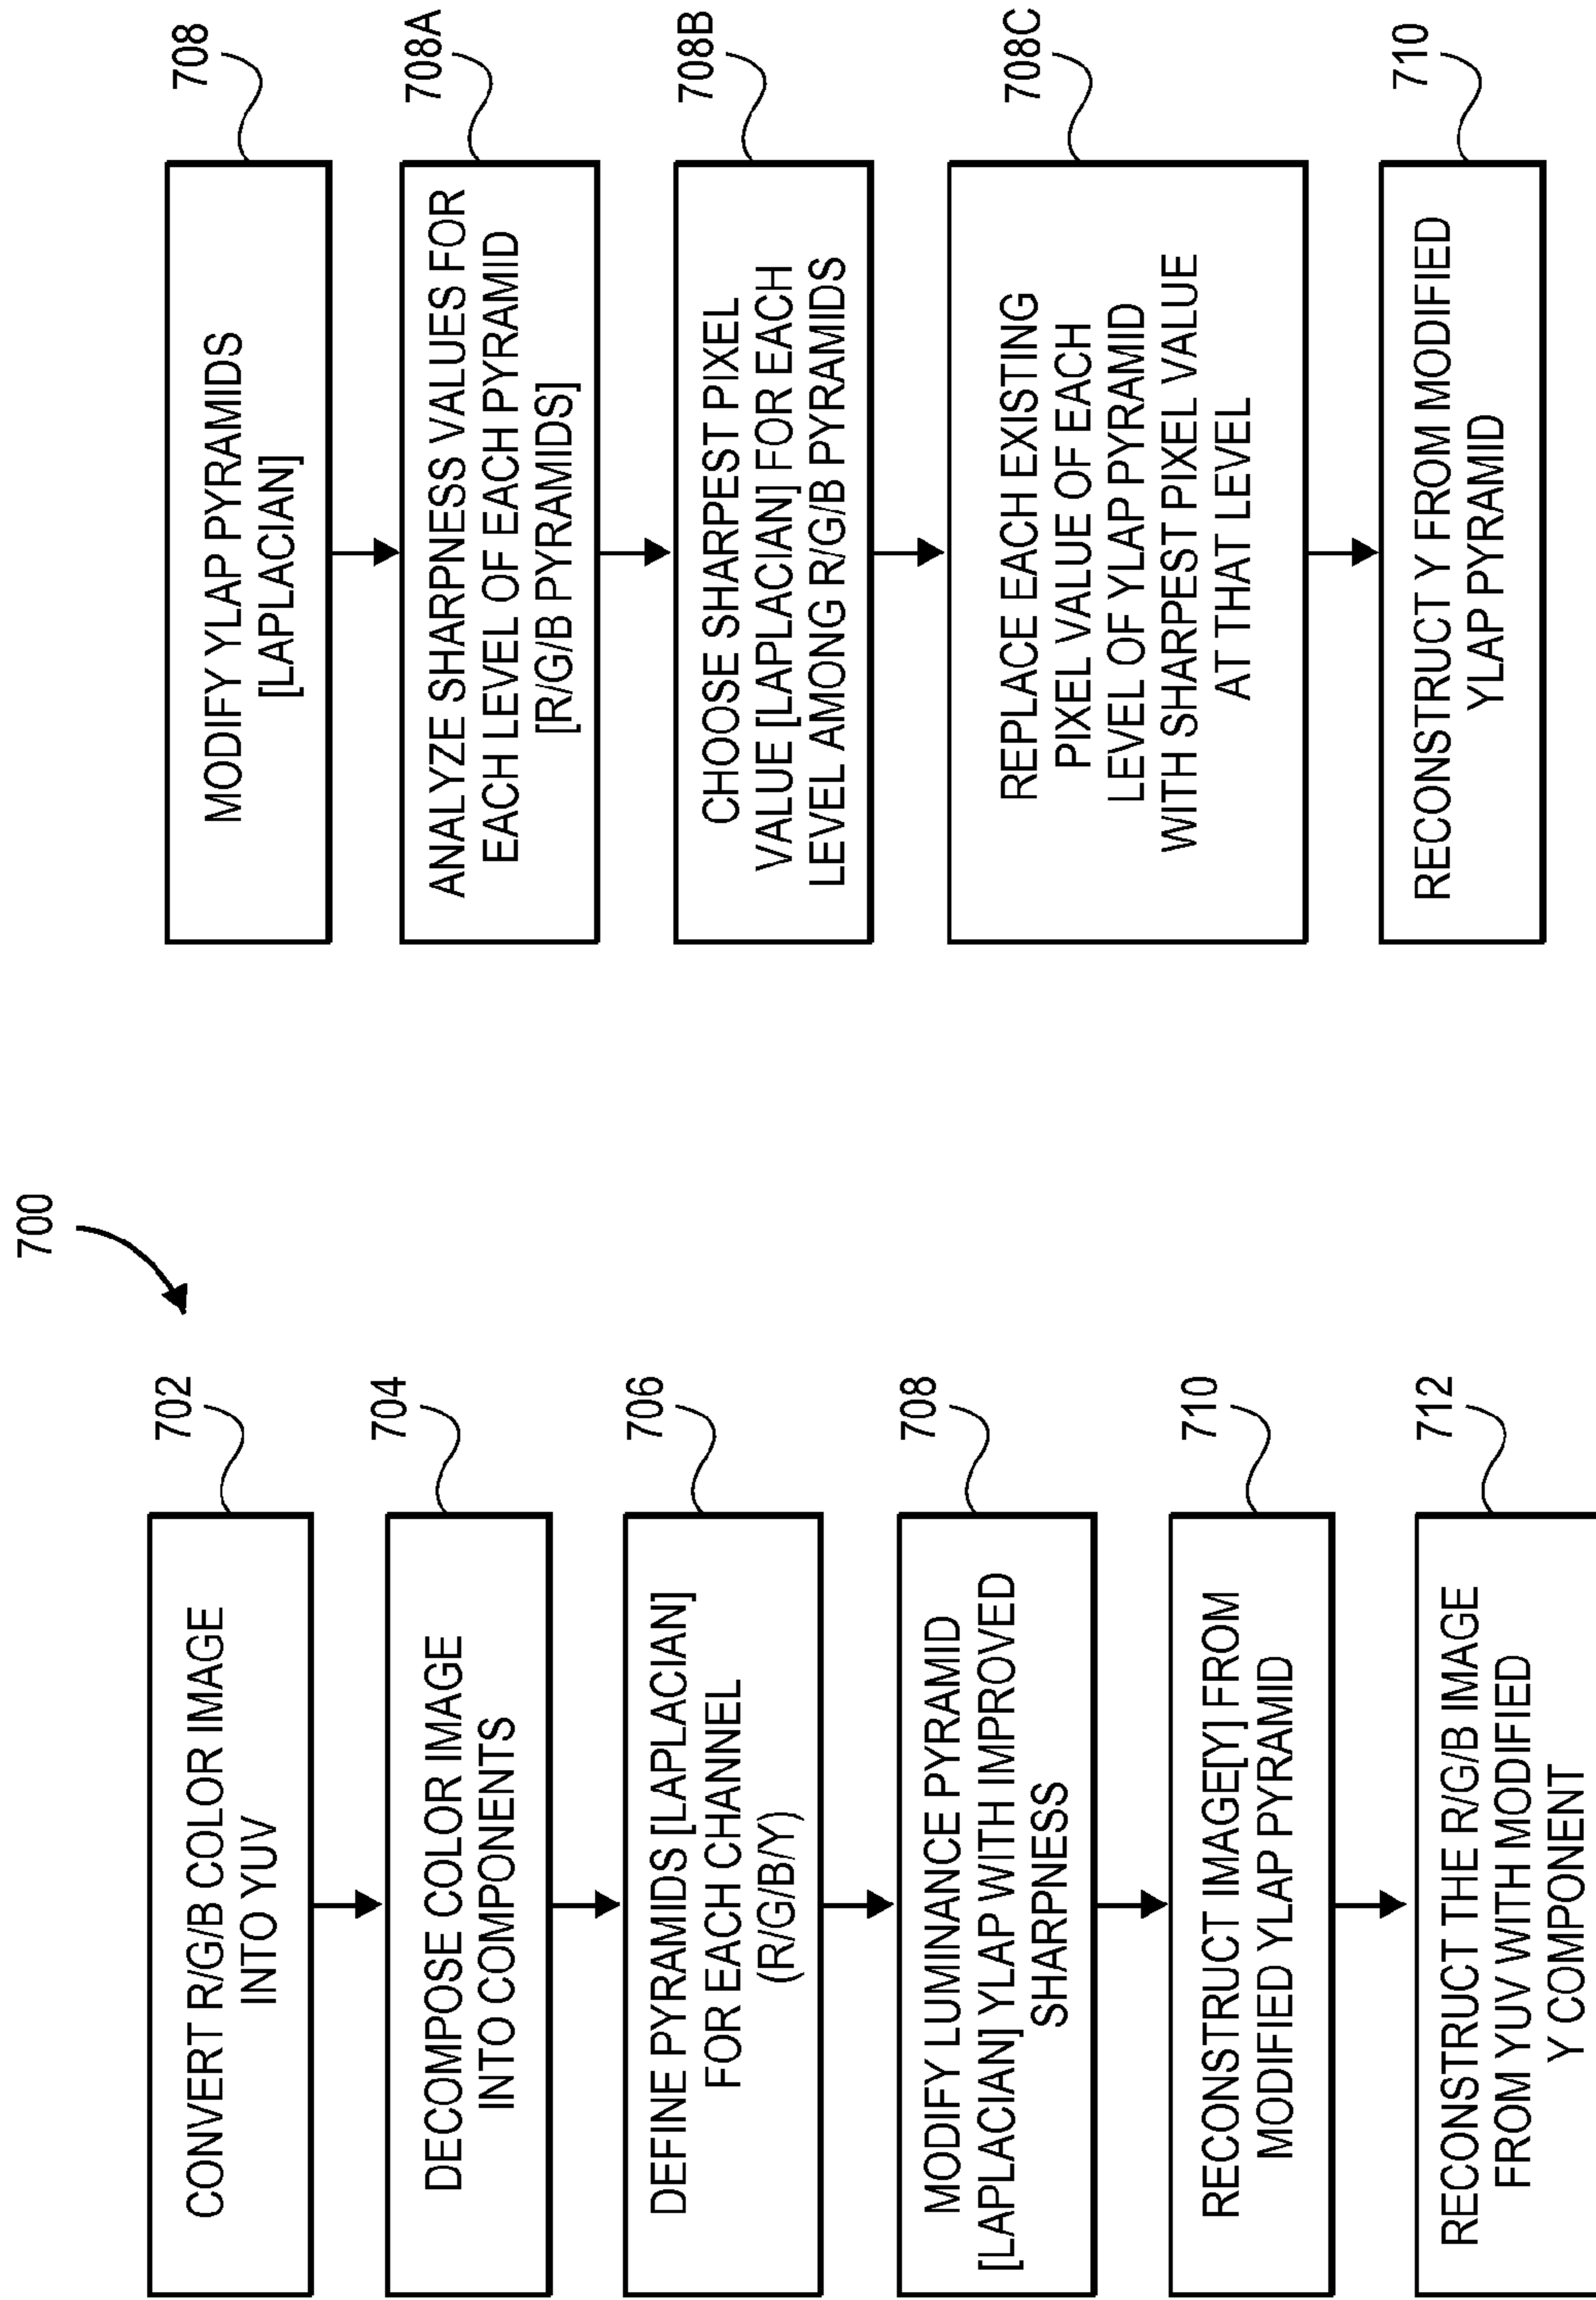 700
702
CONVERT R/G/B COLOR IMAGE
INTO YUV
704
DECOMPOSE COLOR IMAGE
INTO COMPONENTS
706
DEFINE PYRAMIDS [LAPLACIAN]
FOR EACH CHANNEL
(R/G/B/Y)
708
MODIFY LUMINANCE PYRAMID
[LAPLACIAN] YLAP WITH IMPROVED
SHARPNESS
710
RECONSTRUCT IMAGE[Y] FROM
MODIFIED YLAP PYRAMID
712
RECONSTRUCT THE R/G/B IMAGE
FROM YUV WITH MODIFIED
Y COMPONENT
708
MODIFY YLAP PYRAMIDS
[LAPLACIAN]
708A
ANALYZE SHARPNESS VALUES FOR
EACH LEVEL OF EACH PYRAMID
[R/G/B PYRAMIDS]
708B
CHOOSE SHARPEST PIXEL
VALUE [LAPLACIAN] FOR EACH
LEVEL AMONG R/G/B PYRAMIDS
708C
REPLACE EACH EXISTING
PIXEL VALUE OF EACH
LEVEL OF YLAP PYRAMID
WITH SHARPEST PIXEL VALUE
AT THAT LEVEL
710
RECONSTRUCT Y FROM MODIFIED
YLAP PYRAMID